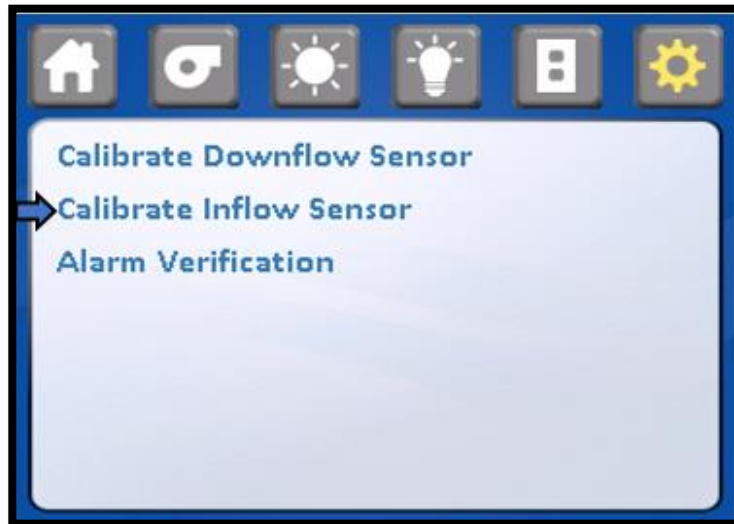 Calibrate Downflow Sensor
Calibrate Inflow Sensor
Alarm Verification